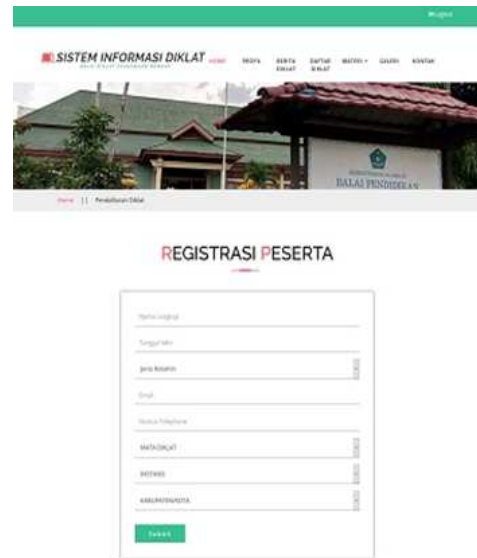 Logout
SISTEM INFORMASI DIKLAT
HOME PROFIL BERITA DIKLAT DAFTAR DIKLAT MATERI GALERI KONTAK
BALAI PENDIDIKAN
Home || Pendaftaran Diklat
REGISTRASI PESERTA
Nama Lengkap
Tanggal lahir
Jenis Kelamin
Email
Nomor Telephone
MATA DIKLAT
KABUPATEN/KOTA
Submit